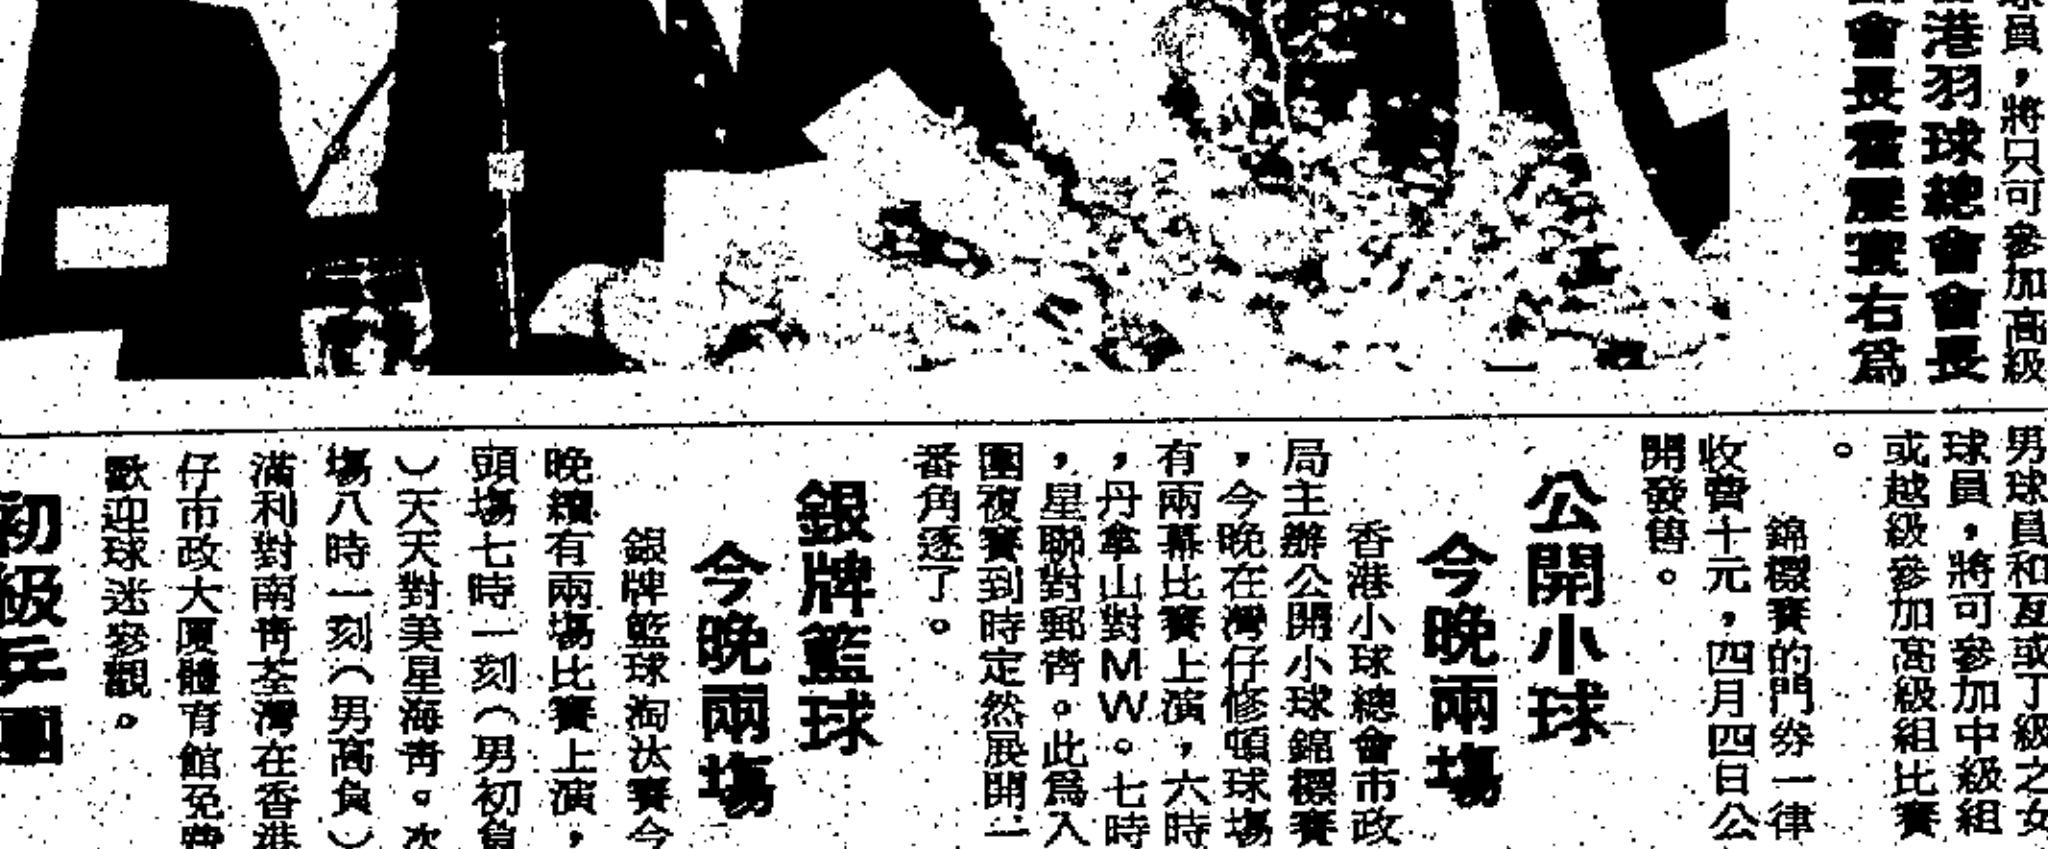 球員，將只可參加高級
港羽球總會會長
會長霍震寰右爲
男球員和互或丁級之女
球員，將可參加中級組
或越級參加高級組比賽
。
錦標賽的門券一律
收費十元，四月四日公
開發售。
公開小球
今晚兩場
香港小球總會市政
局主辦公開小球錦標賽
，今晚在灣仔修頓球場
有兩幕比賽上演，六時
，丹拿山對MW。七時
，星聯對郵靑。此爲入
圍複賽到時定然展開一
番角逐了。
銀牌籃球
今晚兩場
銀牌籃球淘汰賽今
晚續有兩場比賽上演，
頭場七時一刻（男初負
）天天對美星海靑。次
場八時一刻（男高負）
滿利對南靑荃灣在香港
仔市政大厦體育館免費
歡迎球迷參觀。
初級乒團